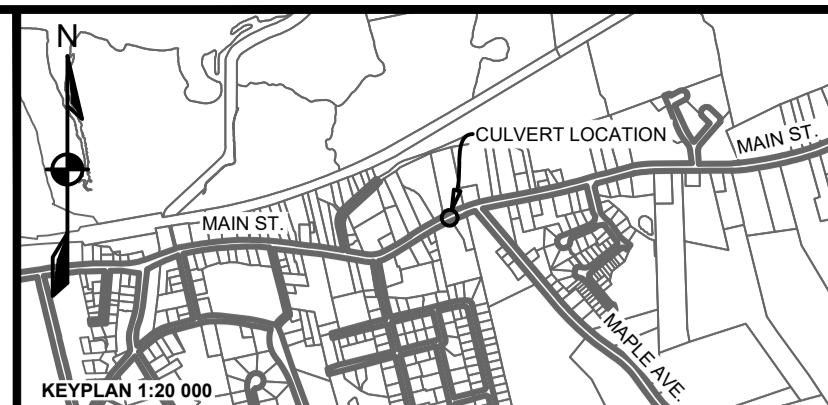 N
CULVERT LOCATION
MAIN ST.
MAIN ST.
MAPLE AVE.
KEYPLAN 1:20 000